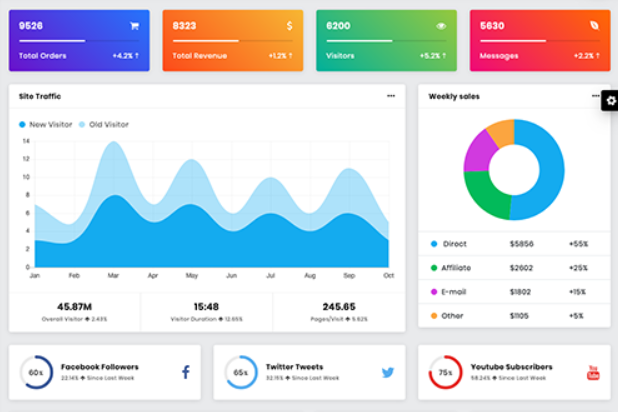 9526
Total Orders +4.2% ↑
8323 $
Total Revenue +1.2% ↑
6200
Visitors +5.2% ↑
5630
Messages +2.2% ↑
Site Traffic
New Visitor Old Visitor
14
12
10
8
6
4
2
0
Jan Feb Mar Apr May Jun Jul Aug Sep Oct
45.87M
Overall Visitor ↑ 2.43%
15:48
Visitor Duration ↑ 12.65%
245.65
Pages/Visit ↑ 5.62%
Weekly sales
Direct $5856 +55%
Affiliate $2602 +25%
E-mail $1802 +15%
Other $1105 +5%
60%
Facebook Followers
22.14% ↑ Since Last Week
65%
Twitter Tweets
32.15% ↑ Since Last Week
75%
Youtube Subscribers
58.24% ↑ Since Last Week
You
Tube